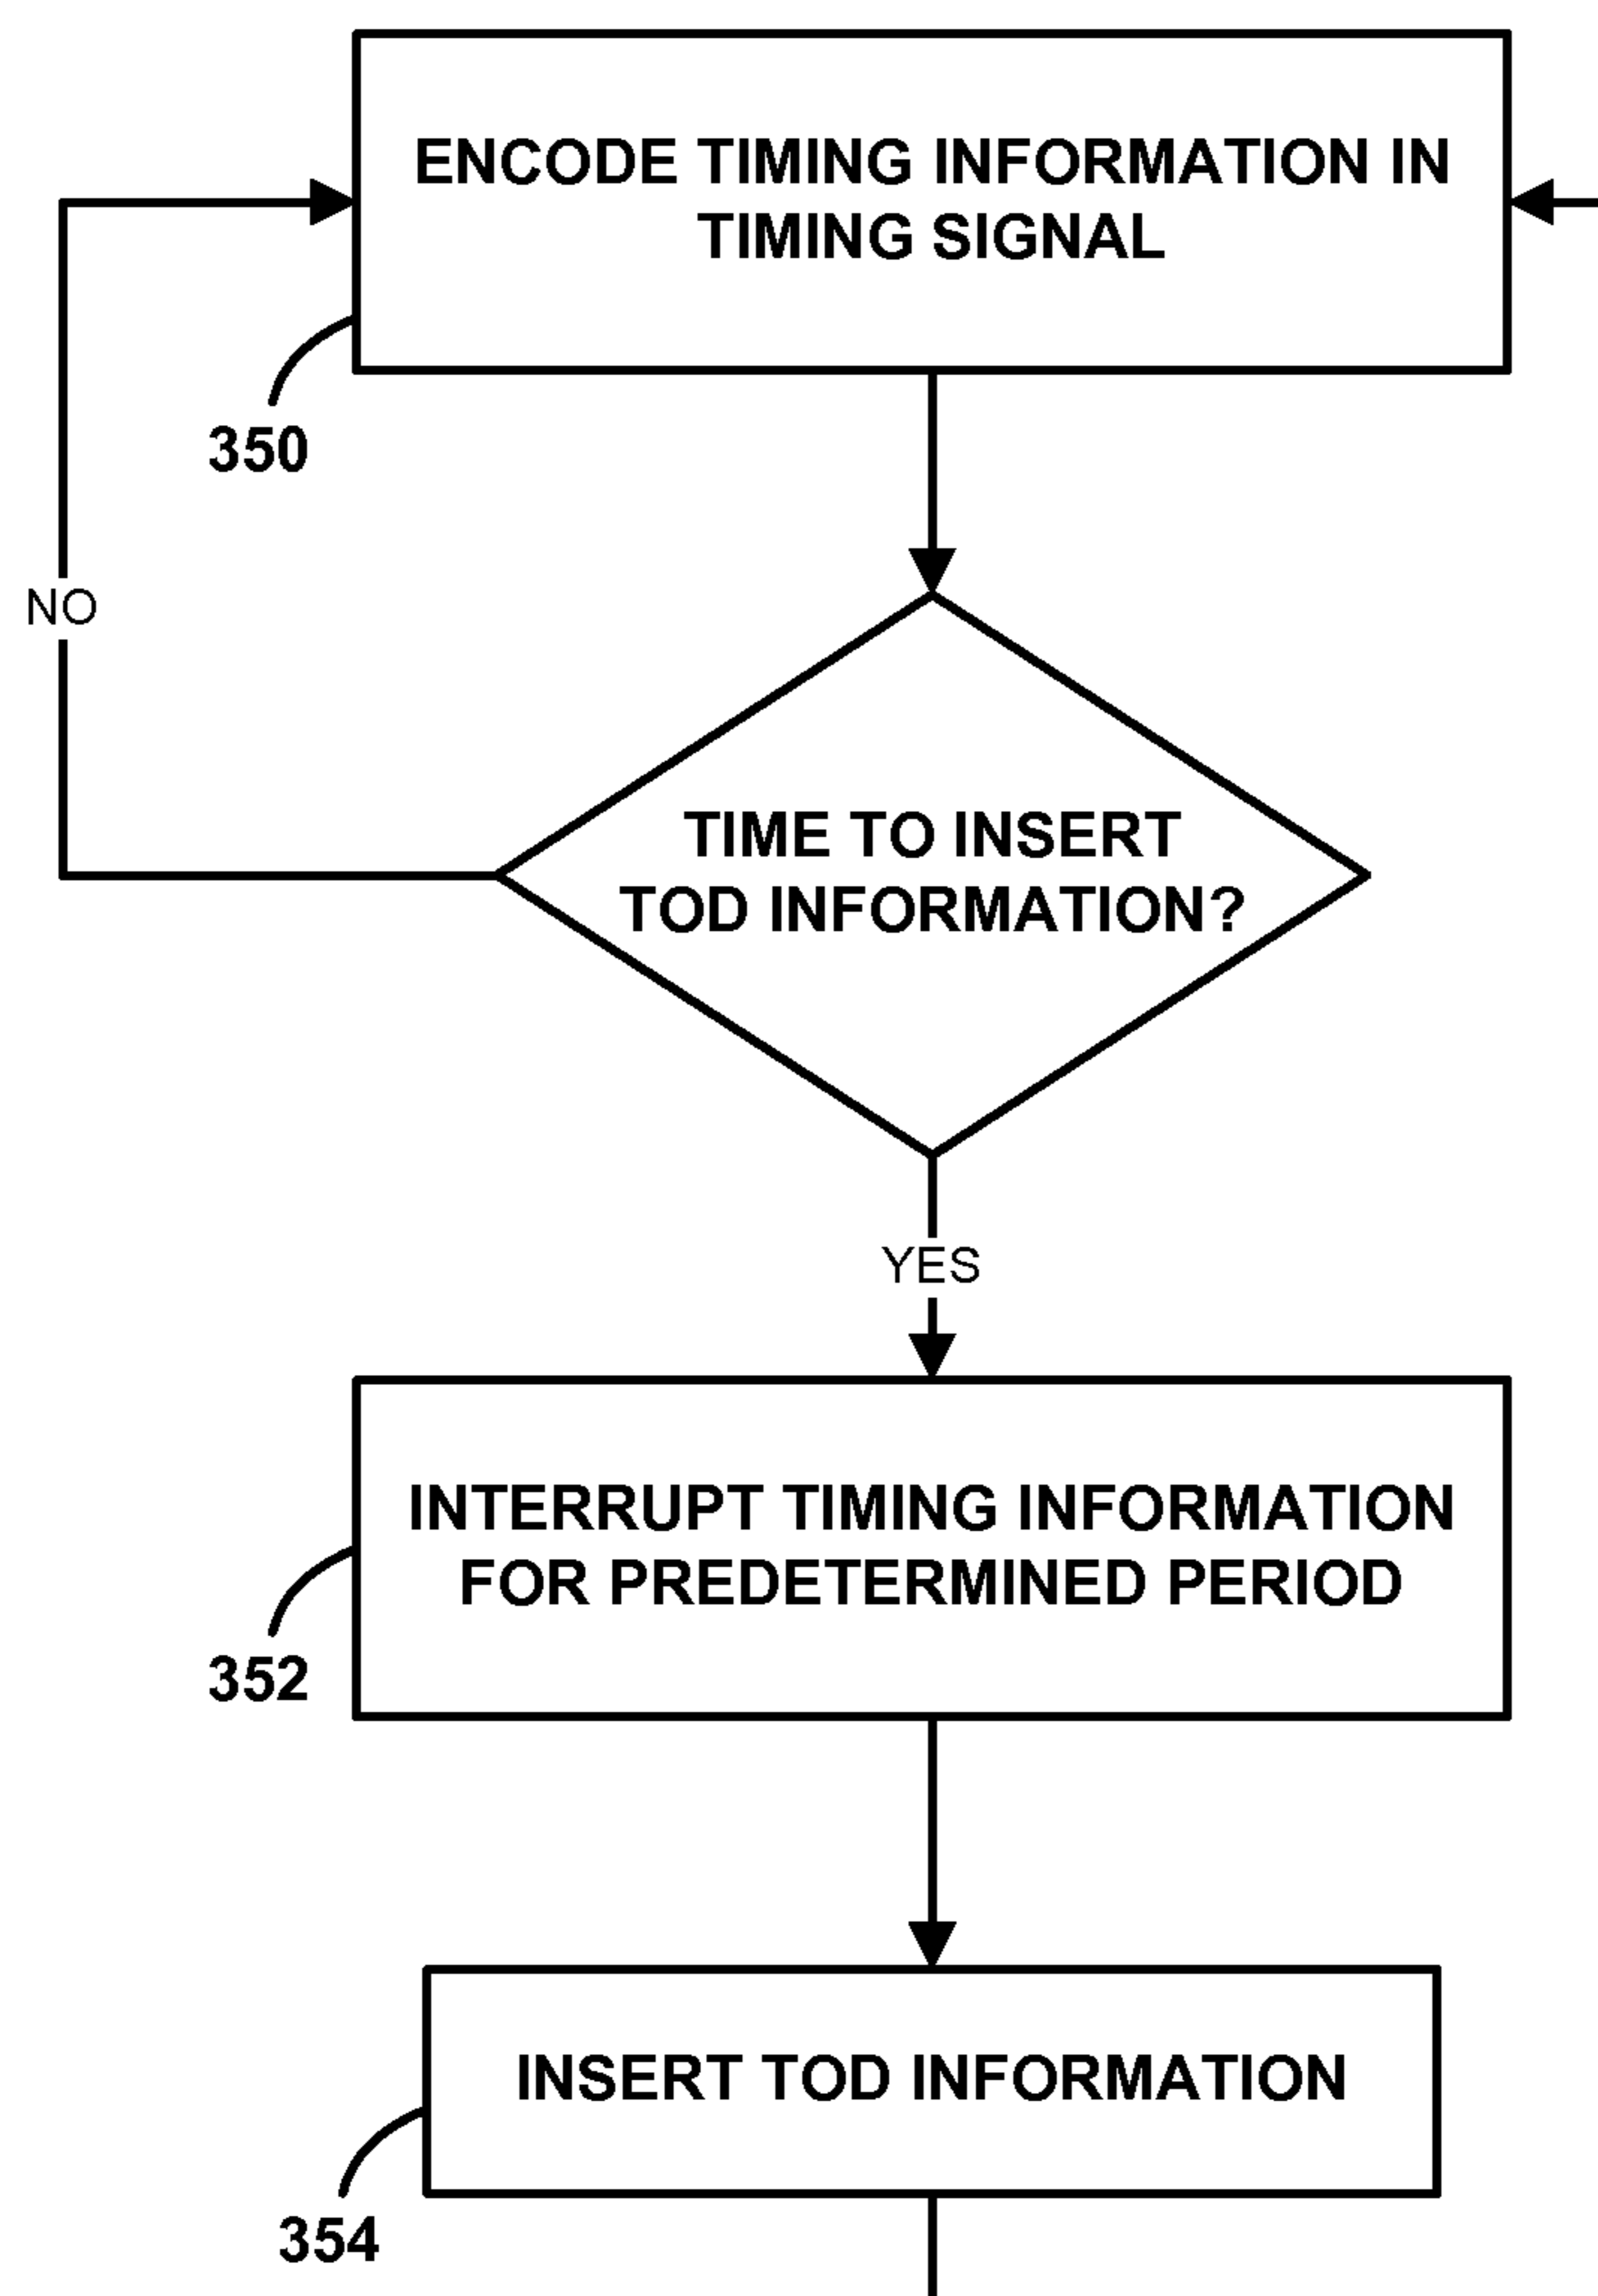 ENCODE TIMING INFORMATION IN
TIMING SIGNAL
350
NO
TIME TO INSERT
TOD INFORMATION?
YES
INTERRUPT TIMING INFORMATION
FOR PREDETERMINED PERIOD
352
INSERT TOD INFORMATION
354